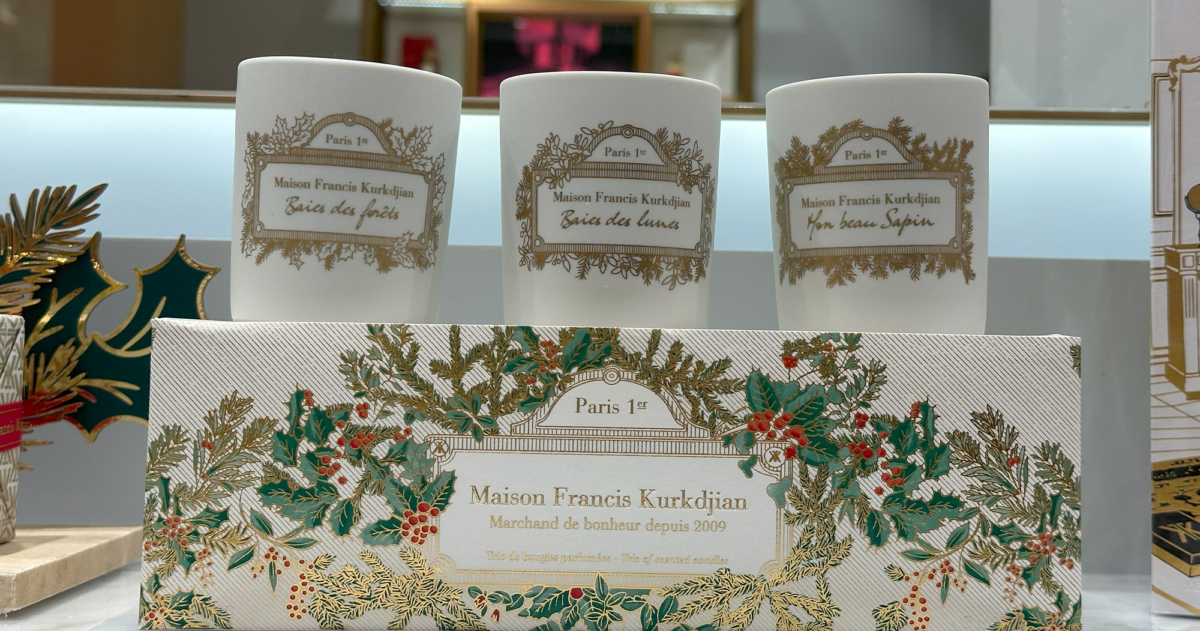 Paris 1er
Maison Francis Kurkdjian
Baies des forêts
Paris 1er
Maison Francis Kurkdjian
Baies des lunes
Paris 1er
Maison Francis Kurkdjian
Mon beau Sapin
Paris 1er
Maison Francis Kurkdjian
Marchand de bonheur depuis 2009
Trio de bougies parfumées - Trio of scented candles